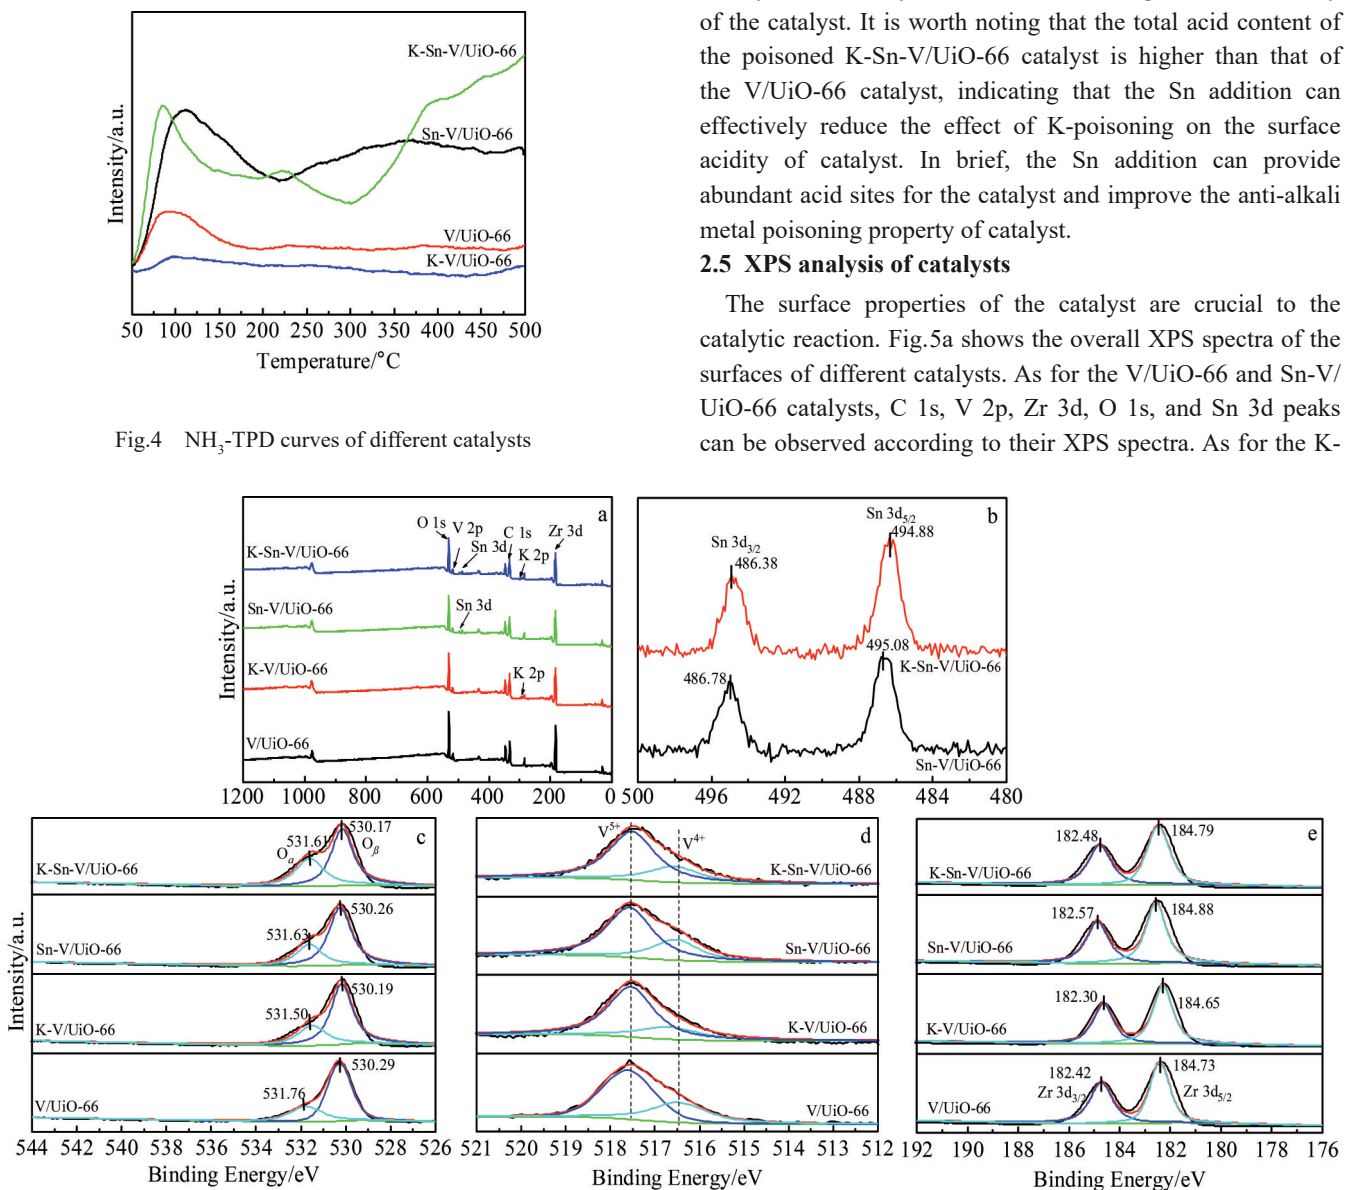 K-Sn-V/UiO-66
Sn-V/UiO-66
V/UiO-66
K-V/UiO-66
Intensity/a.u.
50 100 150 200 250 300 350 400 450 500
Temperature/°C
Fig.4 NH3-TPD curves of different catalysts
of the catalyst. It is worth noting that the total acid content of
the poisoned K-Sn-V/UiO-66 catalyst is higher than that of
the V/UiO-66 catalyst, indicating that the Sn addition can
effectively reduce the effect of K-poisoning on the surface
acidity of catalyst. In brief, the Sn addition can provide
abundant acid sites for the catalyst and improve the anti-alkali
metal poisoning property of catalyst.
2.5 XPS analysis of catalysts
The surface properties of the catalyst are crucial to the
catalytic reaction. Fig.5a shows the overall XPS spectra of the
surfaces of different catalysts. As for the V/UiO-66 and Sn-V/
UiO-66 catalysts, C 1s, V 2p, Zr 3d, O 1s, and Sn 3d peaks
can be observed according to their XPS spectra. As for the K-
a
O 1s
V 2p
Sn 3d
C 1s
K 2p
Zr 3d
K-Sn-V/UiO-66
Sn 3d
Sn-V/UiO-66
K 2p
K-V/UiO-66
V/UiO-66
Intensity/a.u.
1200 1000 800 600 400 200 0
b
Sn 3d5/2
494.88
Sn 3d3/2
486.38
K-Sn-V/UiO-66
495.08
486.78
Sn-V/UiO-66
500 496 492 488 484 480
c
530.17
531.61
Oα
Oβ
K-Sn-V/UiO-66
530.26
531.63
Sn-V/UiO-66
530.19
531.50
K-V/UiO-66
530.29
531.76
V/UiO-66
Intensity/a.u.
544 542 540 538 536 534 532 530 528 526
Binding Energy/eV
d
V5+
V4+
K-Sn-V/UiO-66
Sn-V/UiO-66
K-V/UiO-66
V/UiO-66
521 520 519 518 517 516 515 514 513 512
Binding Energy/eV
e
182.48
184.79
K-Sn-V/UiO-66
182.57
184.88
Sn-V/UiO-66
182.30
184.65
K-V/UiO-66
182.42
184.73
Zr 3d3/2
Zr 3d5/2
V/UiO-66
192 190 188 186 184 182 180 178 176
Binding Energy/eV